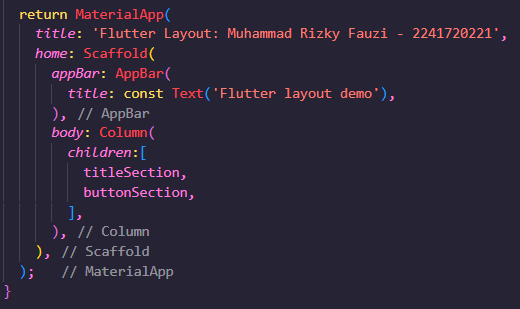 return MaterialApp(
title: 'Flutter Layout: Muhammad Rizky Fauzi - 2241720221',
home: Scaffold(
appBar: AppBar(
title: const Text('Flutter layout demo'),
), // AppBar
body: Column(
children:[
titleSection,
buttonSection,
],
), // Column
), // Scaffold
); // MaterialApp
}